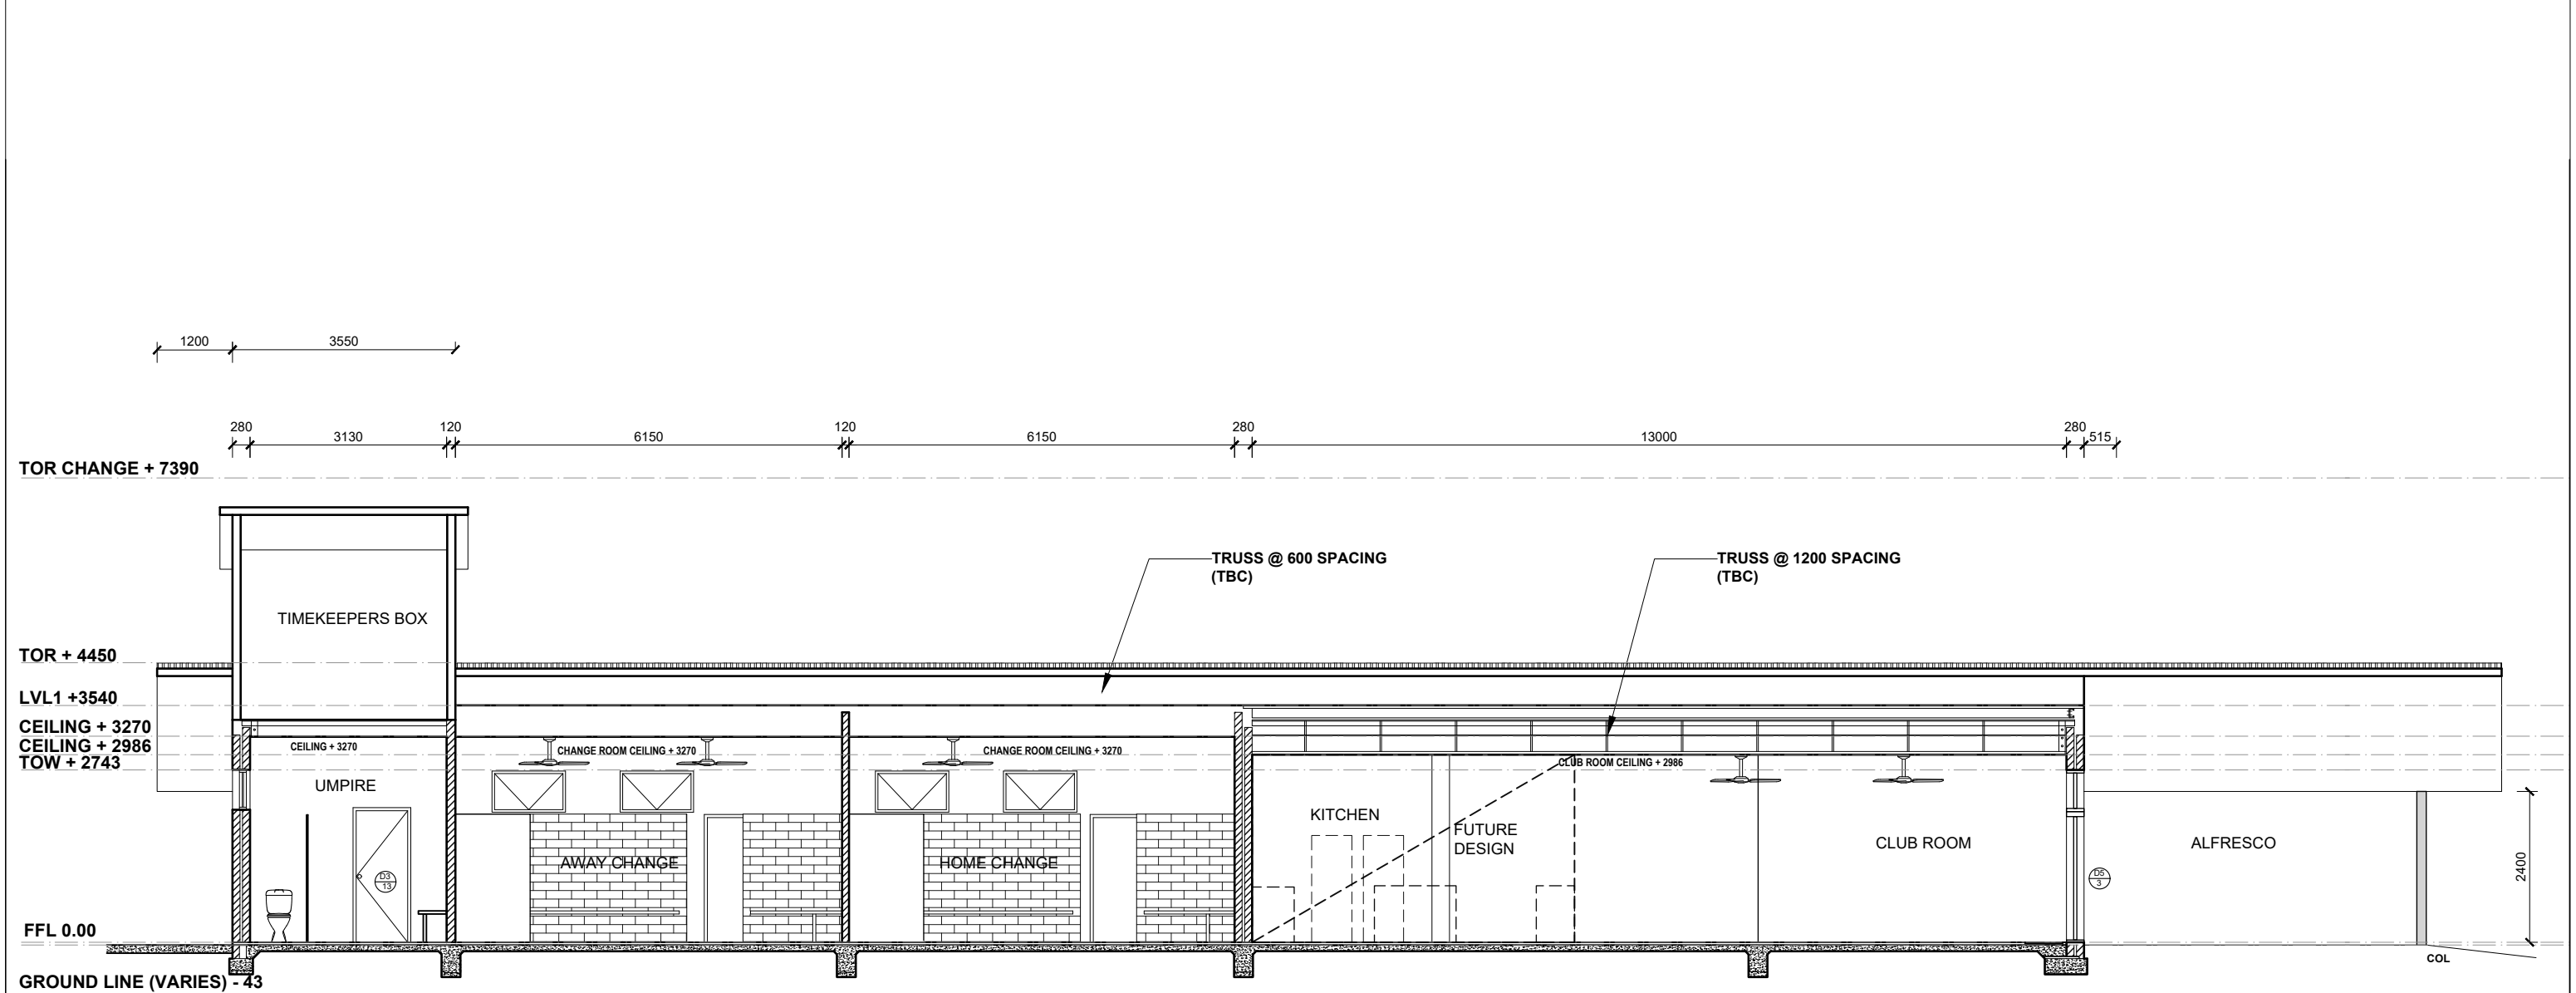 1200
3550
280
3130
120
6150
120
6150
280
13000
280
515
TOR CHANGE + 7390
TRUSS @ 600 SPACING
(TBC)
TRUSS @ 1200 SPACING
(TBC)
TIMEKEEPERS BOX
TOR + 4450
LVL1 +3540
CEILING + 3270
CEILING + 2986
TOW + 2743
CEILING + 3270
CHANGE ROOM CEILING + 3270
CHANGE ROOM CEILING + 3270
CLUB ROOM CEILING + 2986
UMPIRE
KITCHEN
FUTURE
DESIGN
CLUB ROOM
ALFRESCO
AWAY CHANGE
HOME CHANGE
D3
13
D5
3
2400
FFL 0.00
COL
GROUND LINE (VARIES) - 43